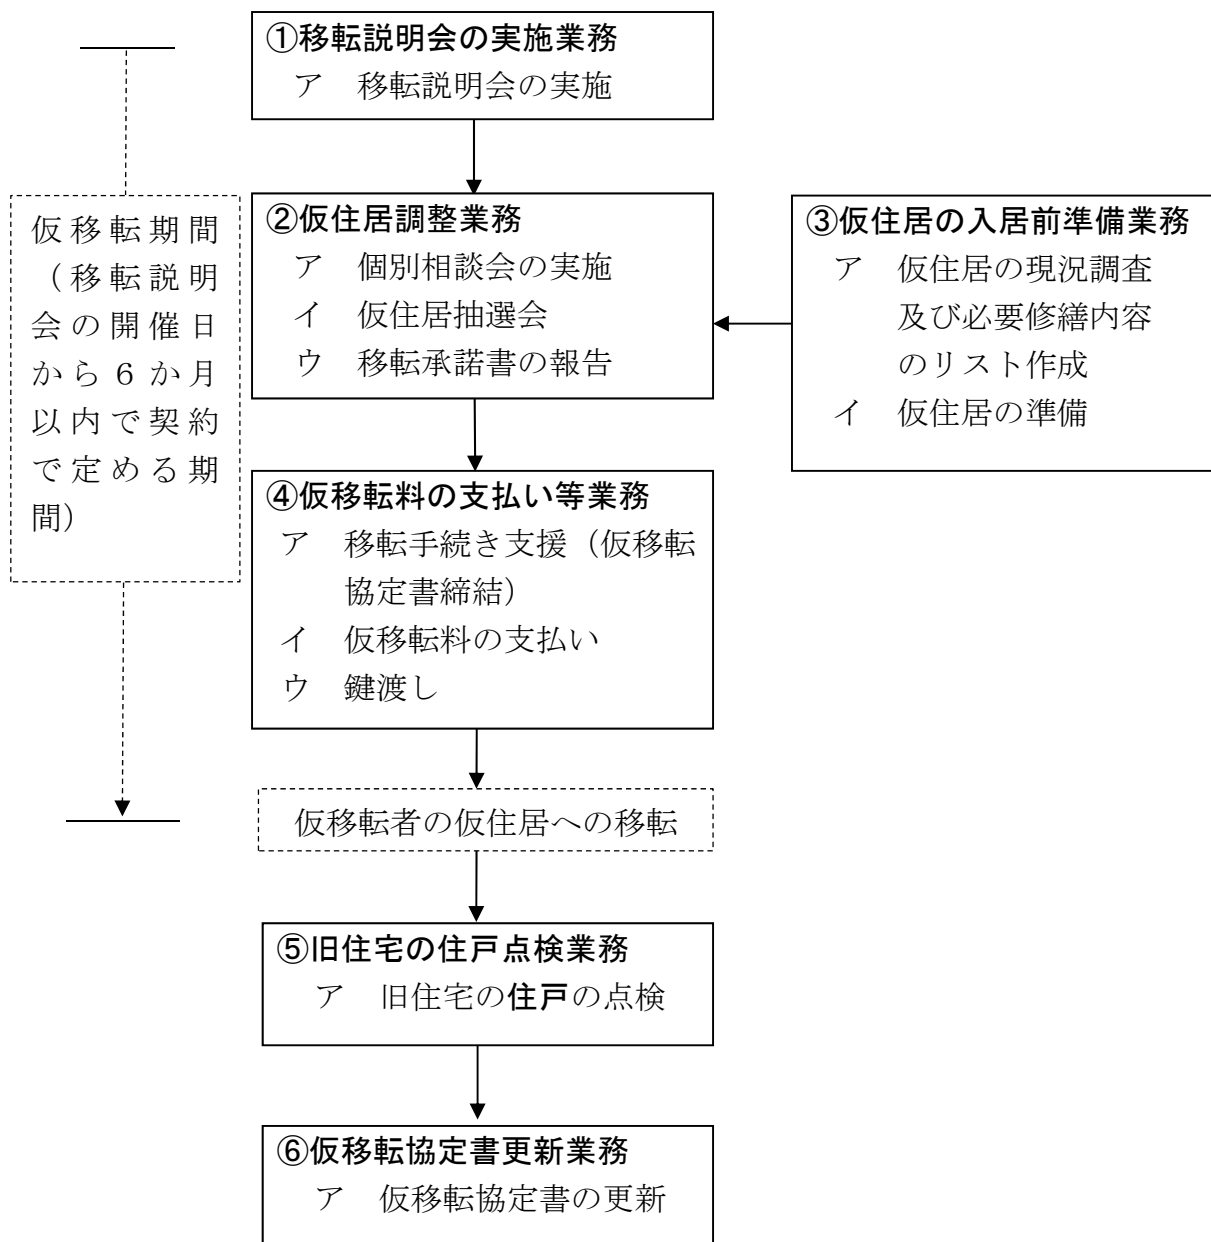 ①移転説明会の実施業務
ア　移転説明会の実施
仮移転期間
（移転説明
会の開催日
から６か月
以内で契約
で定める期
間）
②仮住居調整業務
ア　個別相談会の実施
イ　仮住居抽選会
ウ　移転承諾書の報告
③仮住居の入居前準備業務
ア　仮住居の現況調査
及び必要修繕内容
のリスト作成
イ　仮住居の準備
④仮移転料の支払い等業務
ア　移転手続き支援（仮移転
協定書締結）
イ　仮移転料の支払い
ウ　鍵渡し
仮移転者の仮住居への移転
⑤旧住宅の住戸点検業務
ア　旧住宅の住戸の点検
⑥仮移転協定書更新業務
ア　仮移転協定書の更新